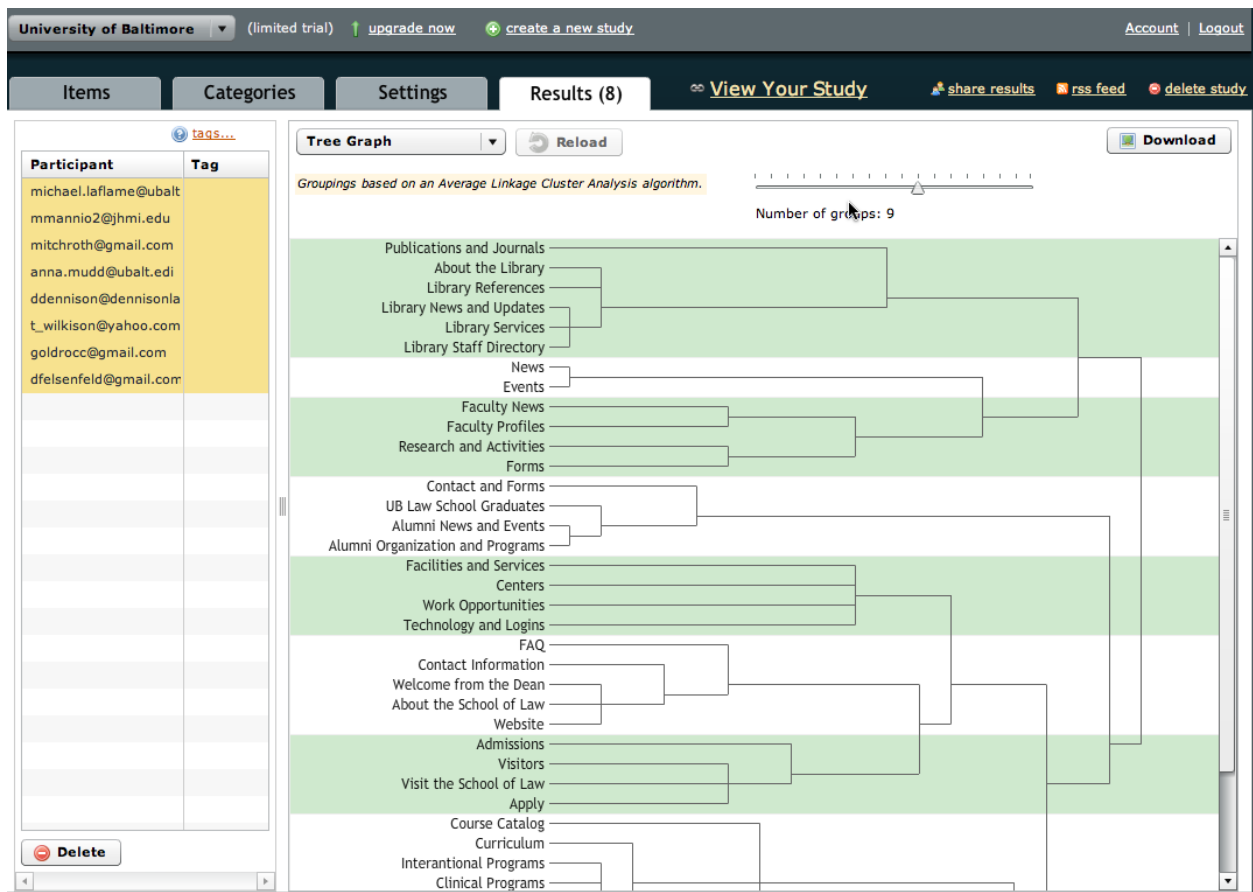 University of Baltimore (limited trial) upgrade now create a new study Account | Logout
Items Categories Settings Results (8) View Your Study share results rss feed delete study
tags...
Participant Tag
michael.laflame@ubalt
mmannio2@jhmi.edu
mitchroth@gmail.com
anna.mudd@ubalt.edi
ddennison@dennisonla
t_wilkison@yahoo.com
goldrocc@gmail.com
dfelsenfeld@gmail.com
Delete
Tree Graph Reload Download
Groupings based on an Average Linkage Cluster Analysis algorithm.
Number of groups: 9
Publications and Journals
About the Library
Library References
Library News and Updates
Library Services
Library Staff Directory
News
Events
Faculty News
Faculty Profiles
Research and Activities
Forms
Contact and Forms
UB Law School Graduates
Alumni News and Events
Alumni Organization and Programs
Facilities and Services
Centers
Work Opportunities
Technology and Logins
FAQ
Contact Information
Welcome from the Dean
About the School of Law
Website
Admissions
Visitors
Visit the School of Law
Apply
Course Catalog
Curriculum
Interantional Programs
Clinical Programs